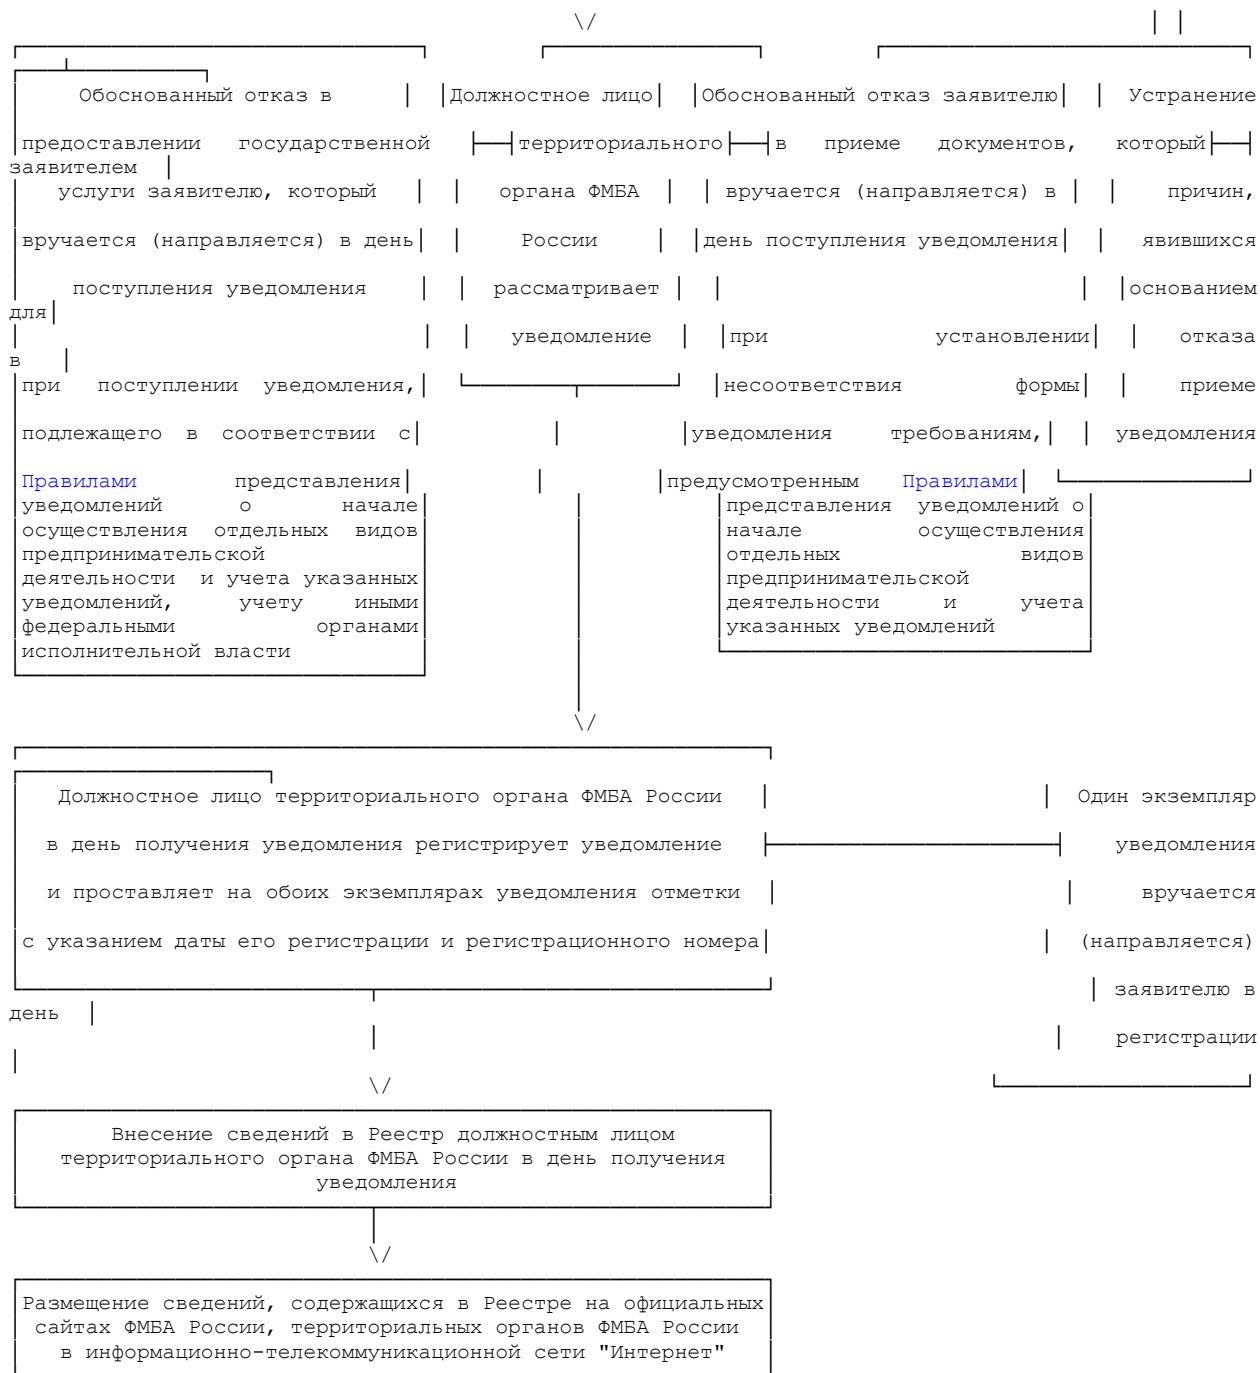 Обоснованный отказ в Должностное лицо Обоснованный отказ заявителю Устранение
предоставлении государственной территориального в приеме документов, который
заявителем
услуги заявителю, который органа ФМБА вручается (направляется) в причин,
вручается (направляется) в день России день поступления уведомления явившихся
поступления уведомления рассматривает основанием
для
уведомление при установлении отказа
в
при поступлении уведомления, несоответствия формы приеме
подлежащего в соответствии с уведомления требованиям, уведомления
Правилами представления предусмотренным Правилами
уведомлений о начале представления уведомлений о
осуществления отдельных видов начале осуществления
предпринимательской отдельных видов
деятельности и учета указанных предпринимательской
уведомлений, учету иными деятельности и учета
федеральными органами указанных уведомлений
исполнительной власти
Должностное лицо территориального органа ФМБА России Один экземпляр
в день получения уведомления регистрирует уведомление уведомления
и проставляет на обоих экземплярах уведомления отметки вручается
с указанием даты его регистрации и регистрационного номера (направляется)
заявителю в
день
регистрации
Внесение сведений в Реестр должностным лицом
территориального органа ФМБА России в день получения
уведомления
Размещение сведений, содержащихся в Реестре на официальных
сайтах ФМБА России, территориальных органов ФМБА России
в информационно-телекоммуникационной сети "Интернет"